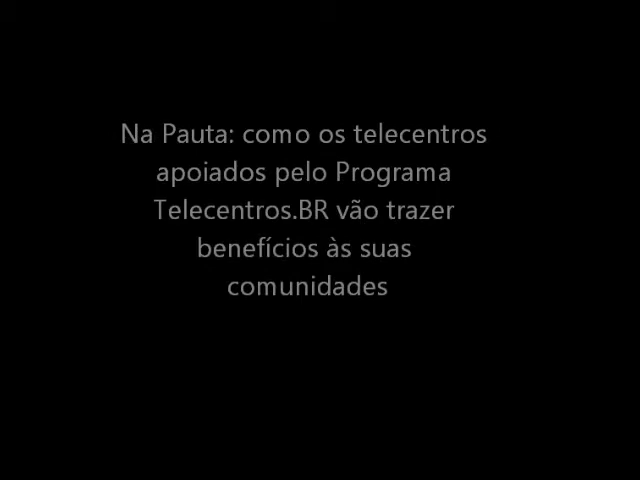 Na Pauta: como os telecentros
apoiados pelo Programa
Telecentros.BR vão trazer
benefícios às suas
comunidades